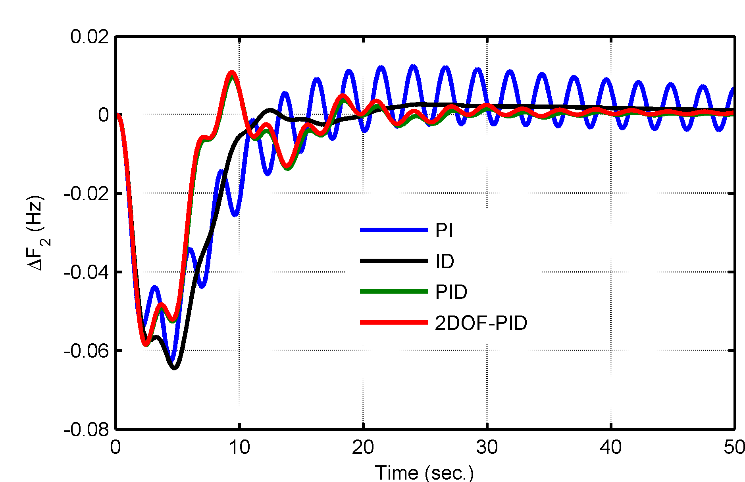 0.02
0
-0.02
-0.04
-0.06
-0.08
ΔF2 (Hz)
PI
ID
PID
2DOF-PID
0 10 20 30 40 50
Time (sec.)